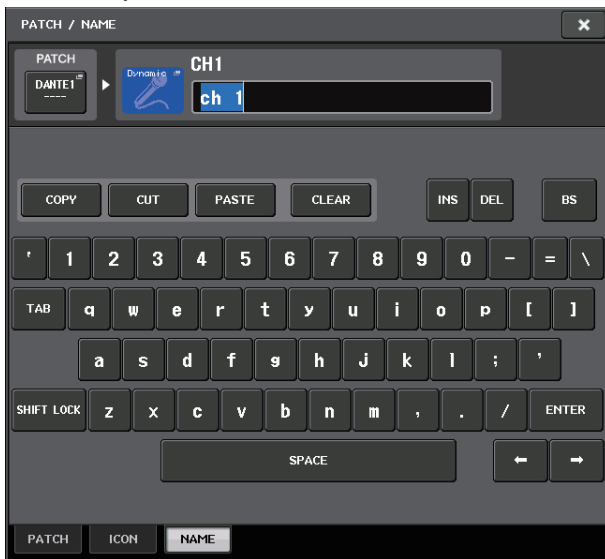 PATCH / NAME
PATCH
DANTE1
----
Dynamic
CH1
ch 1
COPY CUT PASTE CLEAR INS DEL BS
' 1 2 3 4 5 6 7 8 9 0 - = \
TAB q w e r t y u i o p [ ]
a s d f g h j k l ; '
SHIFT LOCK z x c v b n m , . / ENTER
SPACE ← →
PATCH ICON NAME